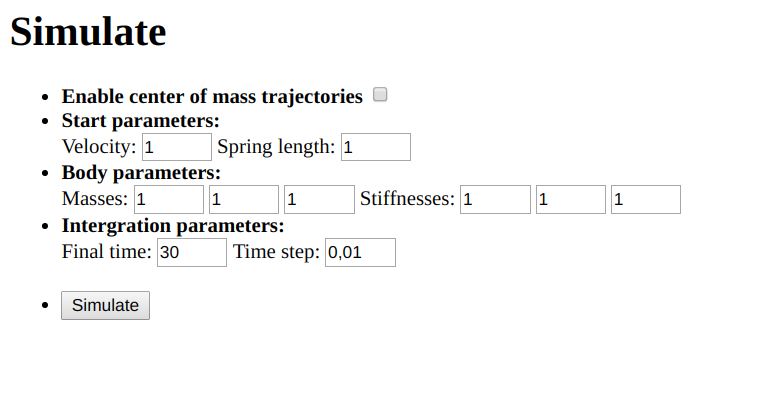 Simulate
Enable center of mass trajectories
Start parameters:
Velocity: 1 Spring length: 1
Body parameters:
Masses: 1 1 1 Stiffnesses: 1 1 1
Intergration parameters:
Final time: 30 Time step: 0,01
Simulate